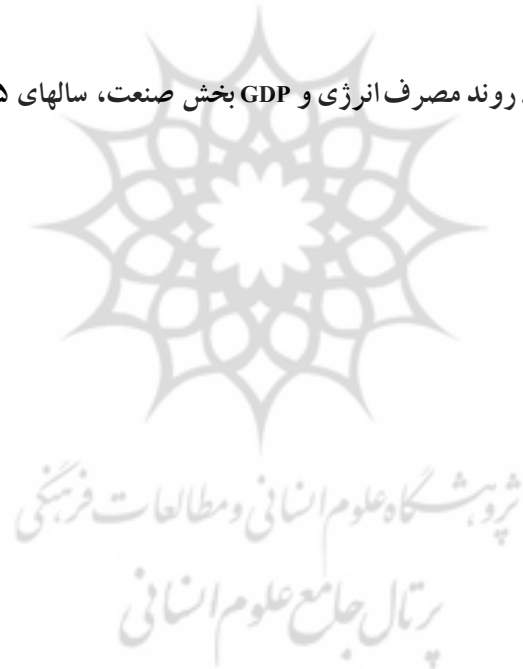 . روند مصرف انرژی و GDP بخش صنعت، سالهای ۵
پژوهشگاه علوم انسانی و مطالعات فرهنگی
پرتال جامع علوم انسانی